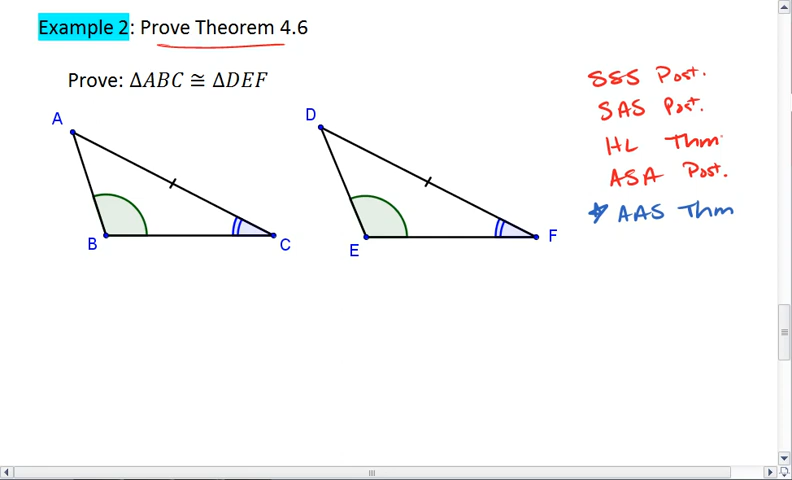 Example 2: Prove Theorem 4.6
Prove: ΔABC ≅ ΔDEF
SSS Post.
SAS Post.
HL Thm
ASA Post.
★ AAS Thm
A
D
B
C
E
F